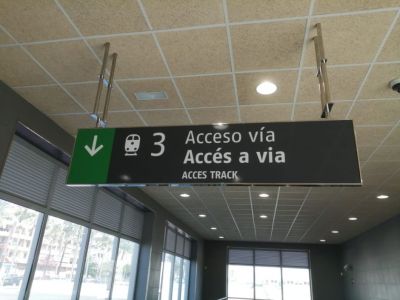 3 Acceso vía
Accés a via
ACCES TRACK